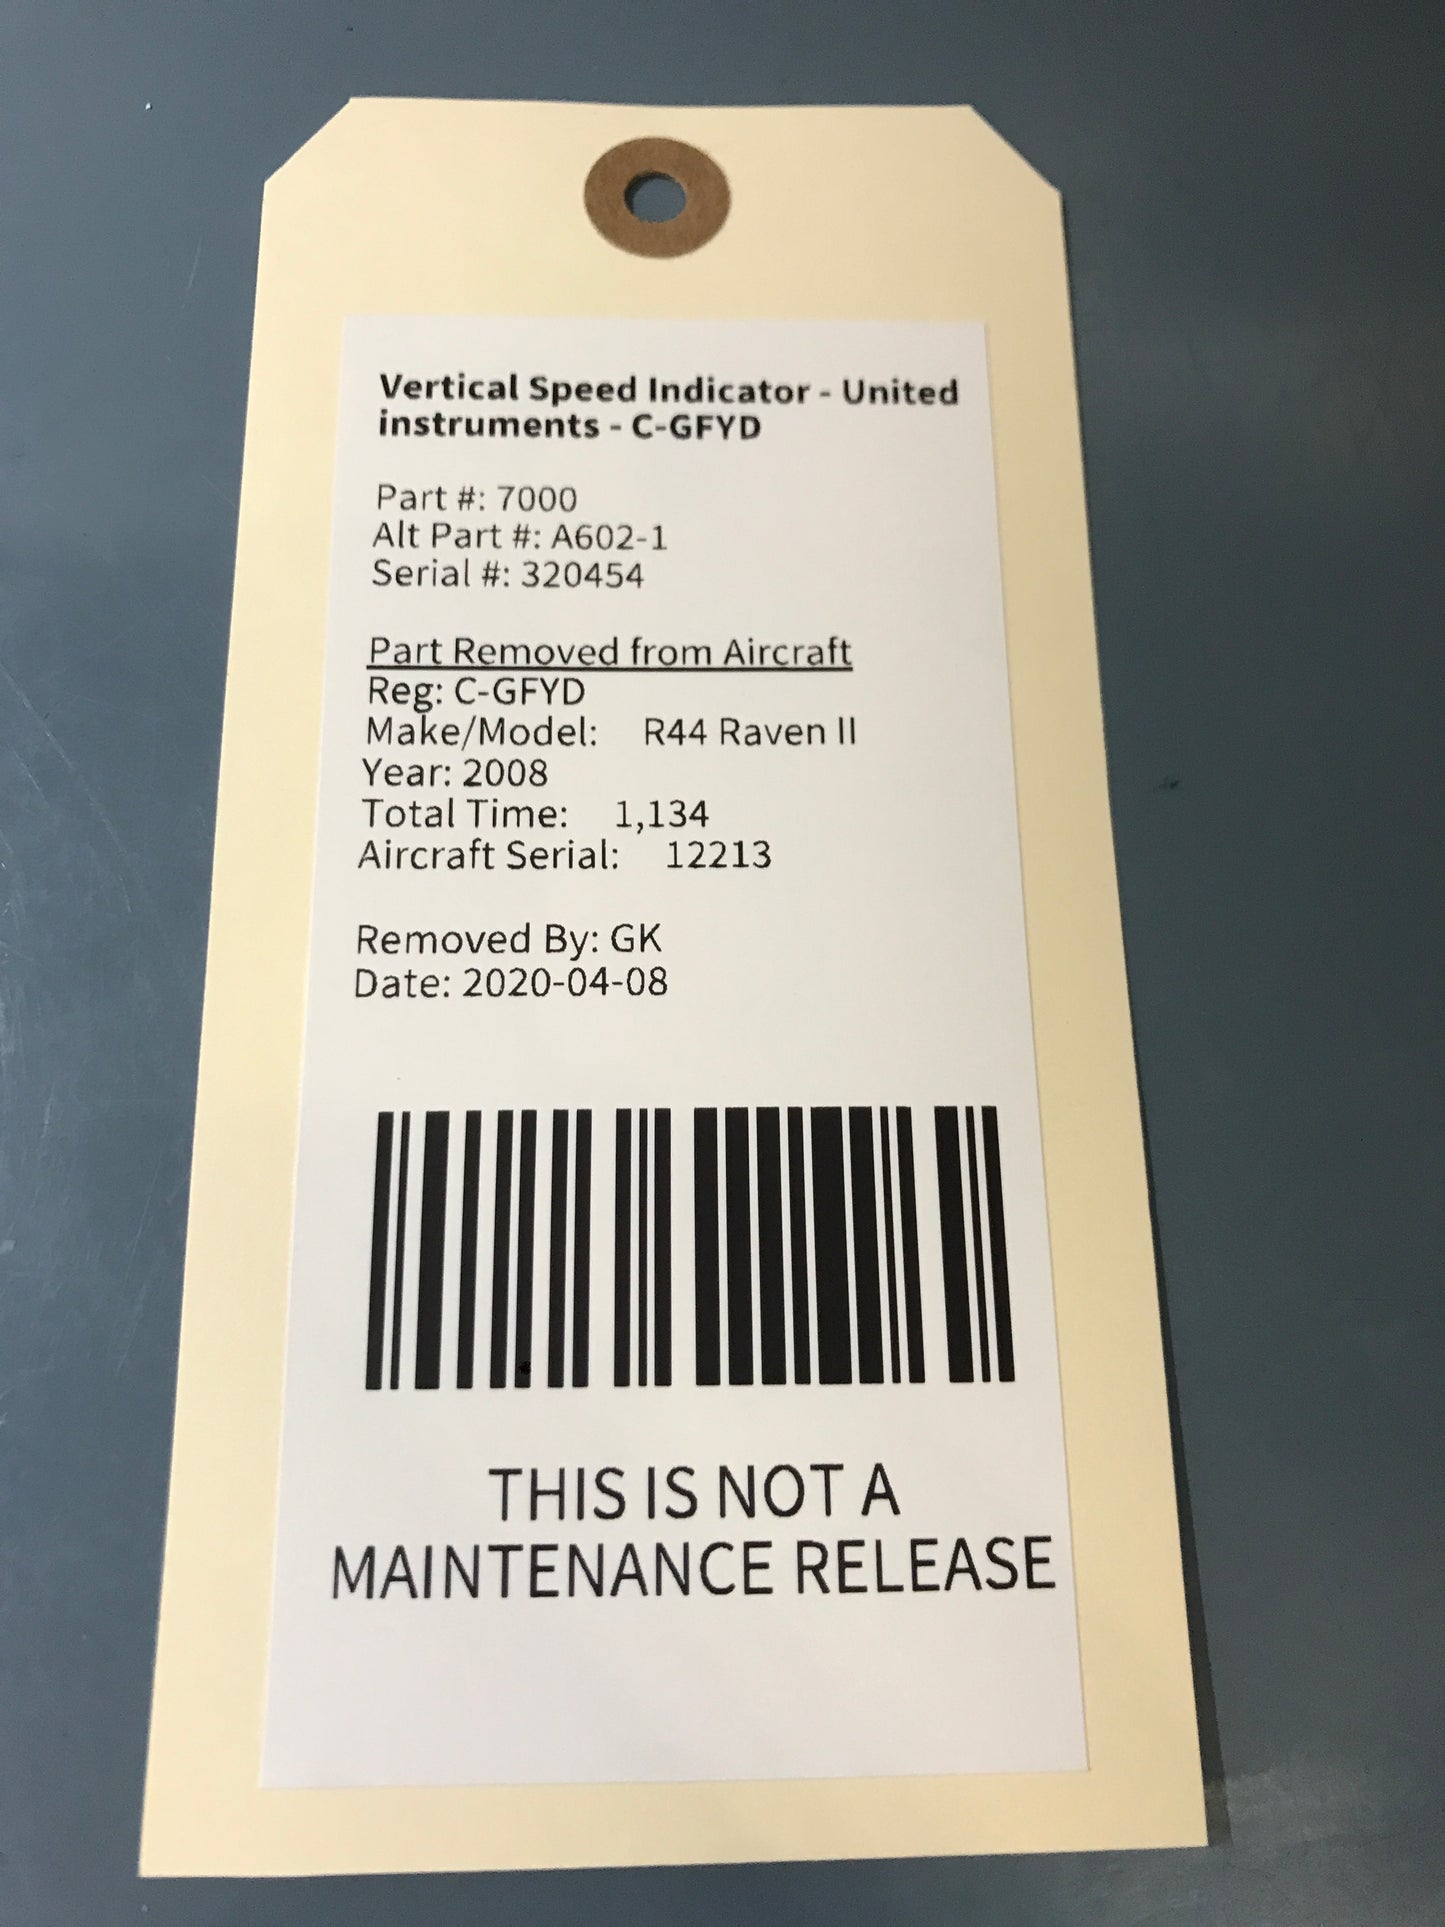 Vertical Speed Indicator - United
instruments - C-GFYD
Part #: 7000
Alt Part #: A602-1
Serial #: 320454
Part Removed from Aircraft
Reg: C-GFYD
Make/Model: R44 Raven II
Year: 2008
Total Time: 1,134
Aircraft Serial: 12213
Removed By: GK
Date: 2020-04-08
THIS IS NOT A
MAINTENANCE RELEASE